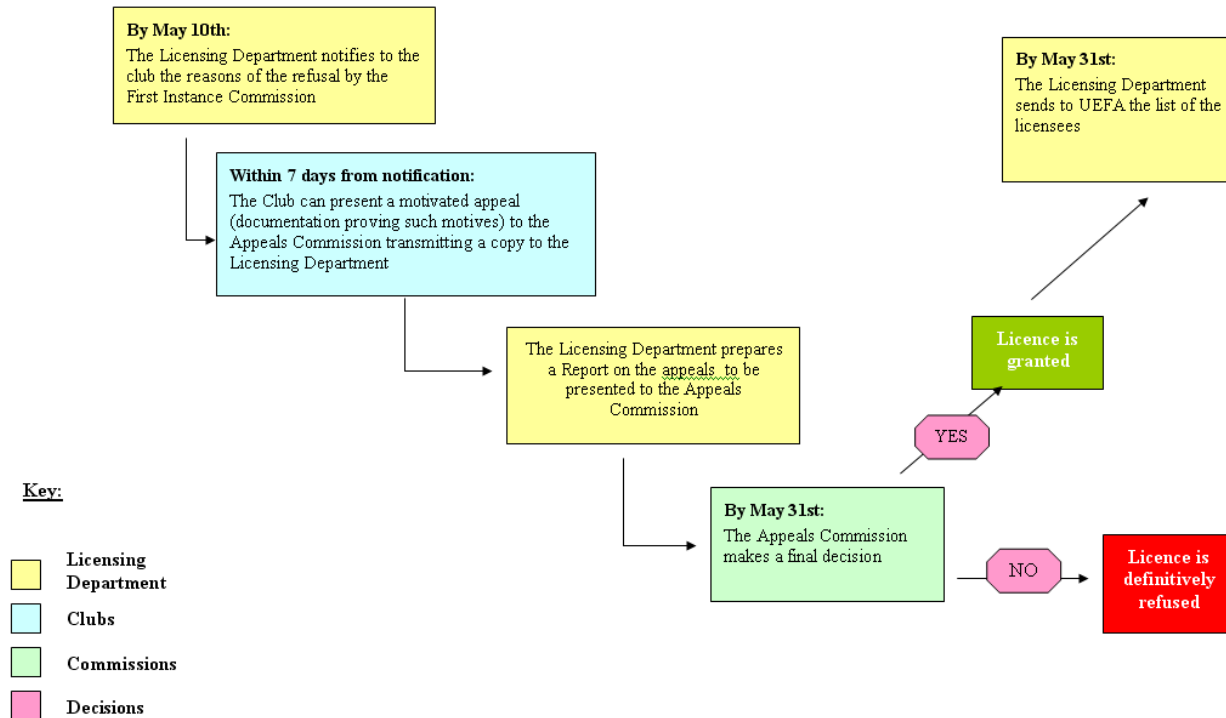 By May 10th:
The Licensing Department notifies to the
club the reasons of the refusal by the
First Instance Commission
By May 31st:
The Licensing Department
sends to UEFA the list of the
licensees
Within 7 days from notification:
The Club can present a motivated appeal
(documentation proving such motives) to the
Appeals Commission transmitting a copy to the
Licensing Department
The Licensing Department prepares
a Report on the appeals to be
presented to the Appeals
Commission
Licence is
granted
YES
By May 31st:
The Appeals Commission
makes a final decision
NO
Licence is
definitively
refused
Key:
Licensing
Department
Clubs
Commissions
Decisions